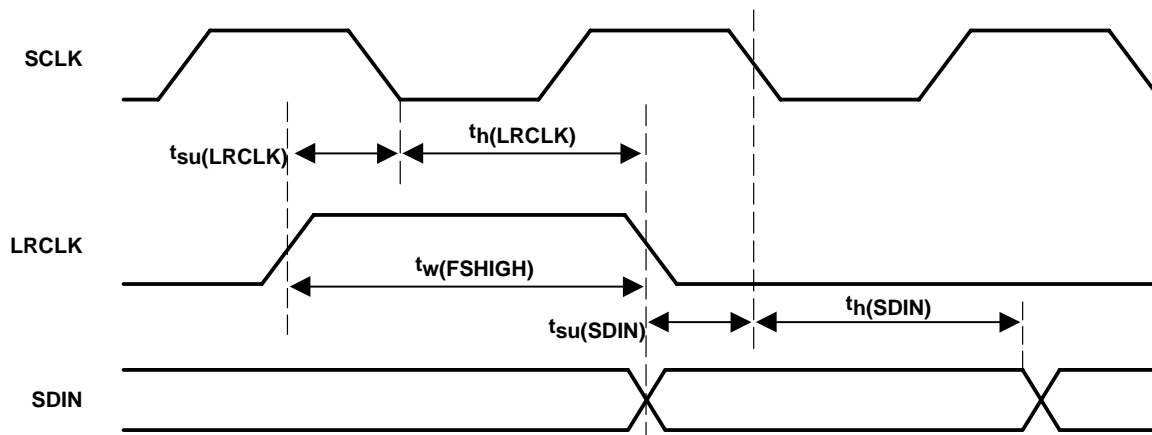 SCLK
tsu(LRCLK)
th(LRCLK)
LRCLK
tw(FSHIGH)
tsu(SDIN)
th(SDIN)
SDIN